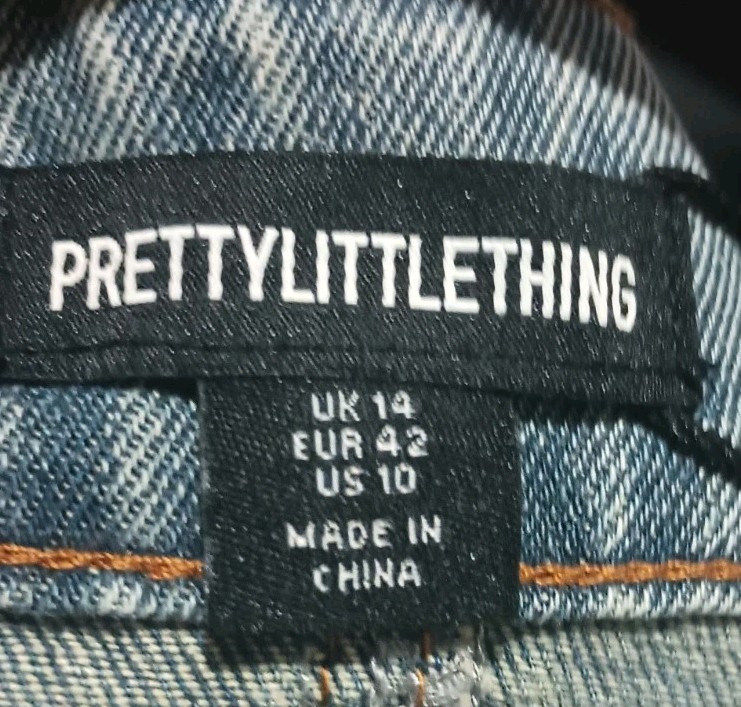 PRETTYLITTLETHING
UK 14
EUR 42
US 10
MADE IN
CHINA